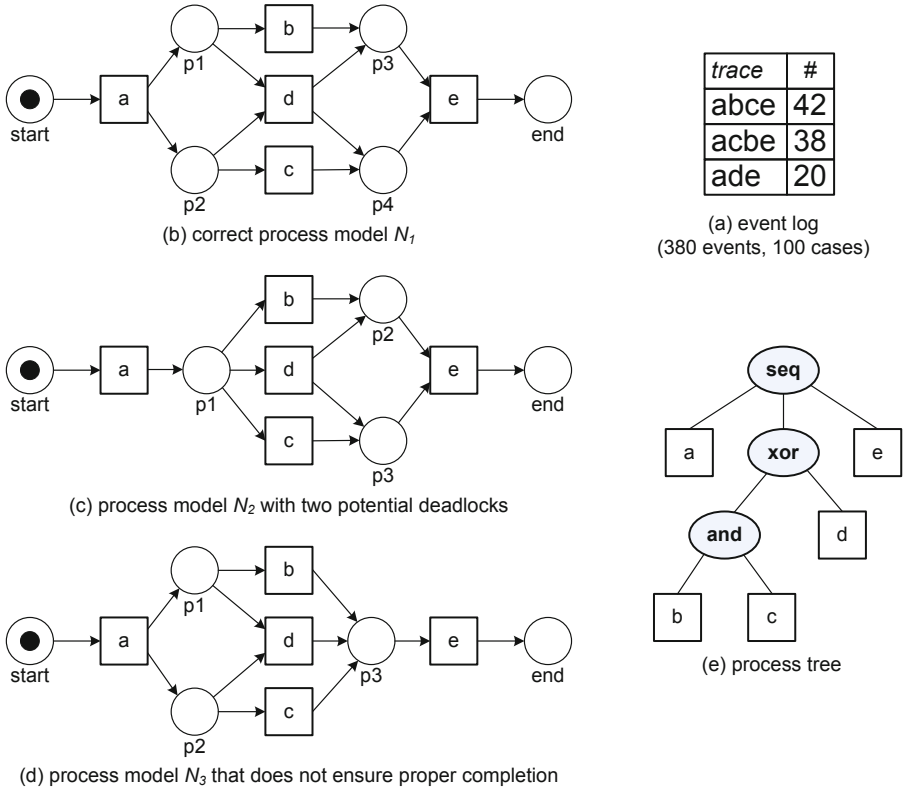 b
p1
p3
a
d
e
start
end
c
p2
p4
(b) correct process model N1
trace #
abce 42
acbe 38
ade 20
(a) event log
(380 events, 100 cases)
b
p2
a
d
e
start
p1
end
c
p3
(c) process model N2 with two potential deadlocks
b
p1
a
d
e
start
p3
end
c
p2
(d) process model N3 that does not ensure proper completion
seq
a
xor
e
and
d
b
c
(e) process tree